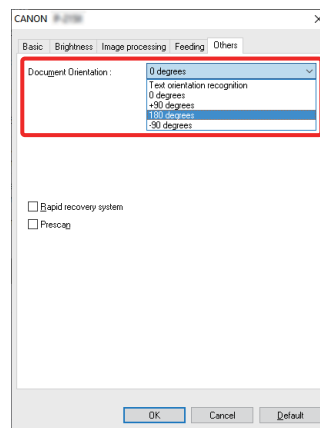 CANON
Basic Brightness Image processing Feeding Others
Document Orientation : 0 degrees
Text orientation recognition
0 degrees
+90 degrees
180 degrees
-90 degrees
Rapid recovery system
Prescan
OK Cancel Default